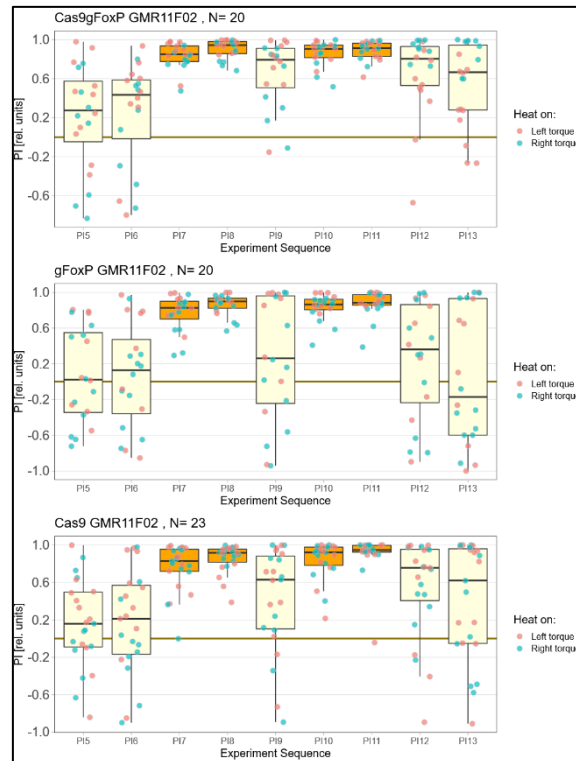 Cas9gFoxP GMR11F02 , N= 20
1.0
0.6
0.2
-0.2
-0.6
PI [rel. units]
PI5 PI6 PI7 PI8 PI9 PI10 PI11 PI12 PI13
Experiment Sequence
Heat on:
Left torque
Right torque
gFoxP GMR11F02 , N= 20
1.0
0.6
0.2
-0.2
-0.6
-1.0
PI [rel. units]
PI5 PI6 PI7 PI8 PI9 PI10 PI11 PI12 PI13
Experiment Sequence
Heat on:
Left torque
Right torque
Cas9 GMR11F02 , N= 23
1.0
0.6
0.2
-0.2
-0.6
-1.0
PI [rel. units]
PI5 PI6 PI7 PI8 PI9 PI10 PI11 PI12 PI13
Experiment Sequence
Heat on:
Left torque
Right torque